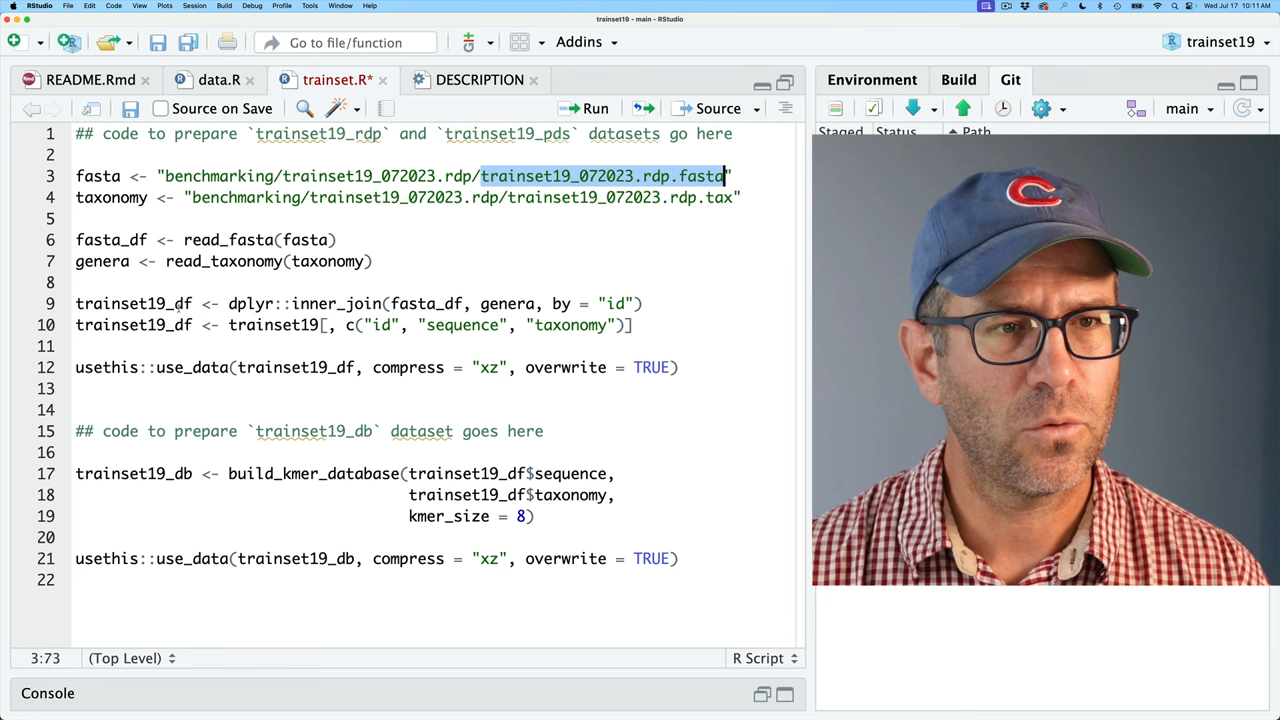 RStudio File Edit Code View Plots Session Build Debug Profile Tools Window Help Wed Jul 17 10:11 AM
trainset19 - main - RStudio
Go to file/function Addins trainset19
README.Rmd data.R trainset.R* DESCRIPTION
Environment Build Git
Source on Save Run Source
main
Staged Status Path
1 ## code to prepare `trainset19_rdp` and `trainset19_pds` datasets go here
2
3 fasta <- "benchmarking/trainset19_072023.rdp/trainset19_072023.rdp.fasta"
4 taxonomy <- "benchmarking/trainset19_072023.rdp/trainset19_072023.rdp.tax"
5
6 fasta_df <- read_fasta(fasta)
7 genera <- read_taxonomy(taxonomy)
8
9 trainset19_df <- dplyr::inner_join(fasta_df, genera, by = "id")
10 trainset19_df <- trainset19[, c("id", "sequence", "taxonomy")]
11
12 usethis::use_data(trainset19_df, compress = "xz", overwrite = TRUE)
13
14
15 ## code to prepare `trainset19_db` dataset goes here
16
17 trainset19_db <- build_kmer_database(trainset19_df$sequence,
18 trainset19_df$taxonomy,
19 kmer_size = 8)
20
21 usethis::use_data(trainset19_db, compress = "xz", overwrite = TRUE)
22
3:73 (Top Level) R Script
Console